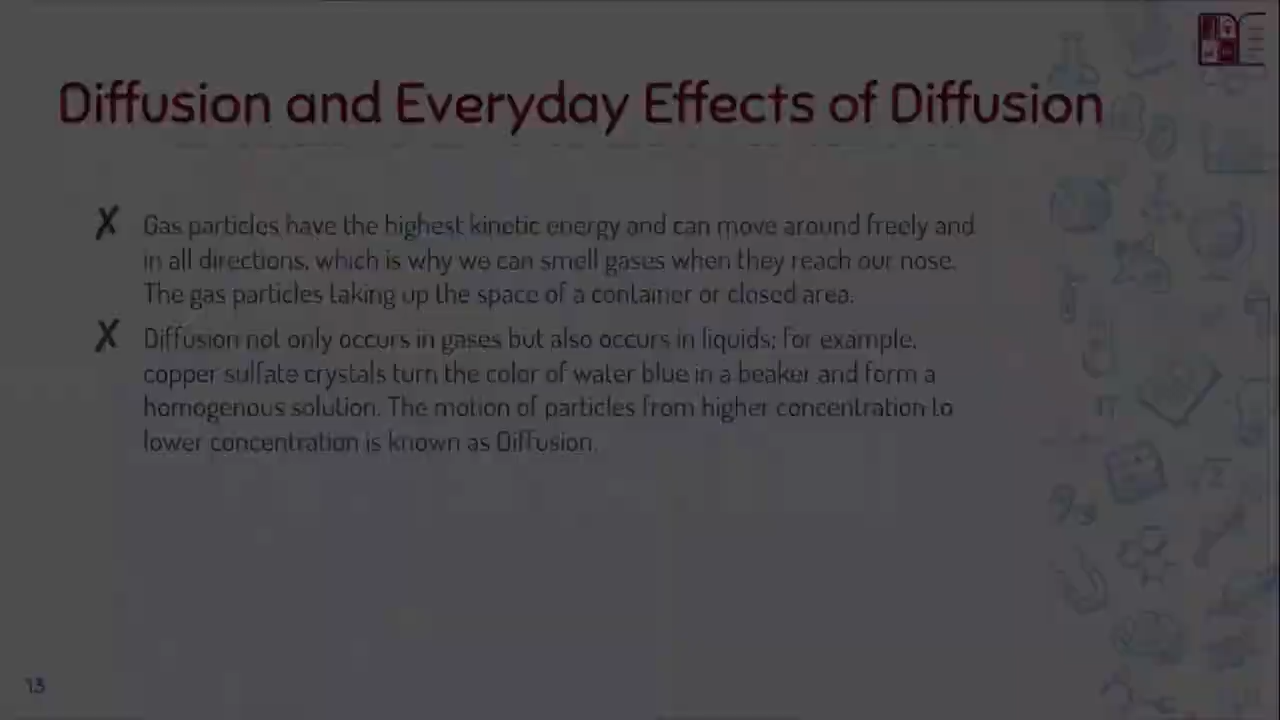 Diffusion and Everyday Effects of Diffusion
✗ Gas particles have the highest kinetic energy and can move around freely and
in all directions, which is why we can smell gases when they reach our nose.
The gas particles taking up the space of a container or closed area.
✗ Diffusion not only occurs in gases but also occurs in liquids; for example,
copper sulfate crystals turn the color of water blue in a beaker and form a
homogenous solution. The motion of particles from higher concentration to
lower concentration is known as Diffusion.
13